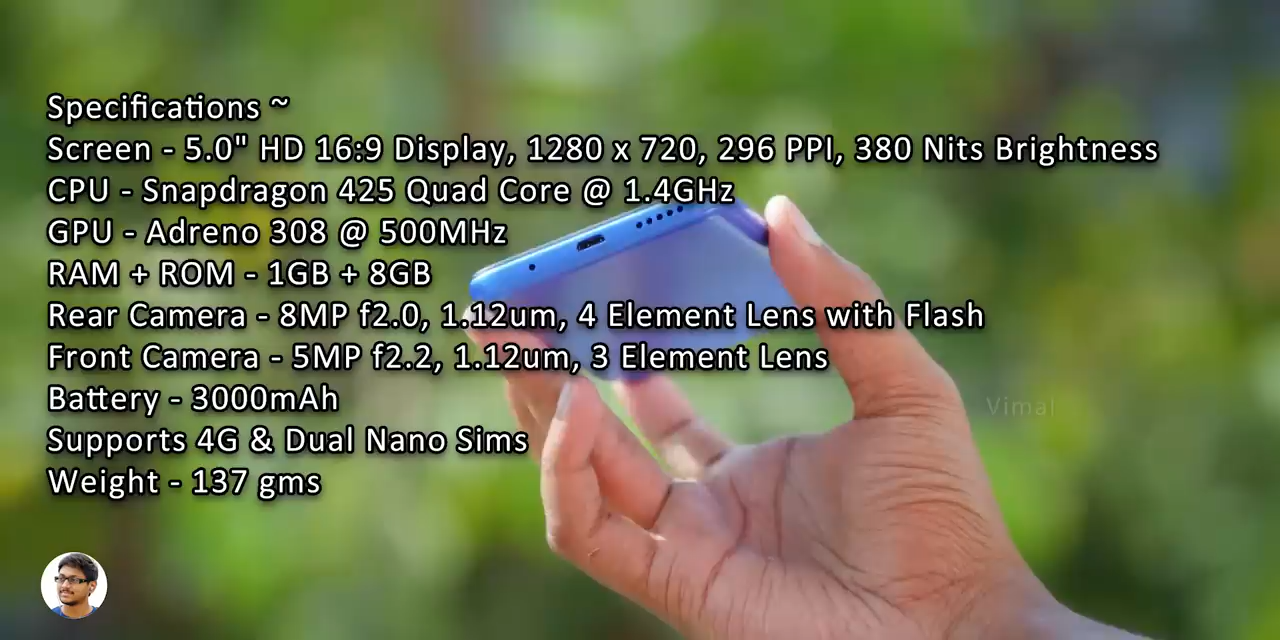 Specifications ~
Screen - 5.0" HD 16:9 Display, 1280 x 720, 296 PPI, 380 Nits Brightness
CPU - Snapdragon 425 Quad Core @ 1.4GHz
GPU - Adreno 308 @ 500MHz
RAM + ROM - 1GB + 8GB
Rear Camera - 8MP f2.0, 1.12um, 4 Element Lens with Flash
Front Camera - 5MP f2.2, 1.12um, 3 Element Lens
Battery - 3000mAh
Vimal
Supports 4G & Dual Nano Sims
Weight - 137 gms